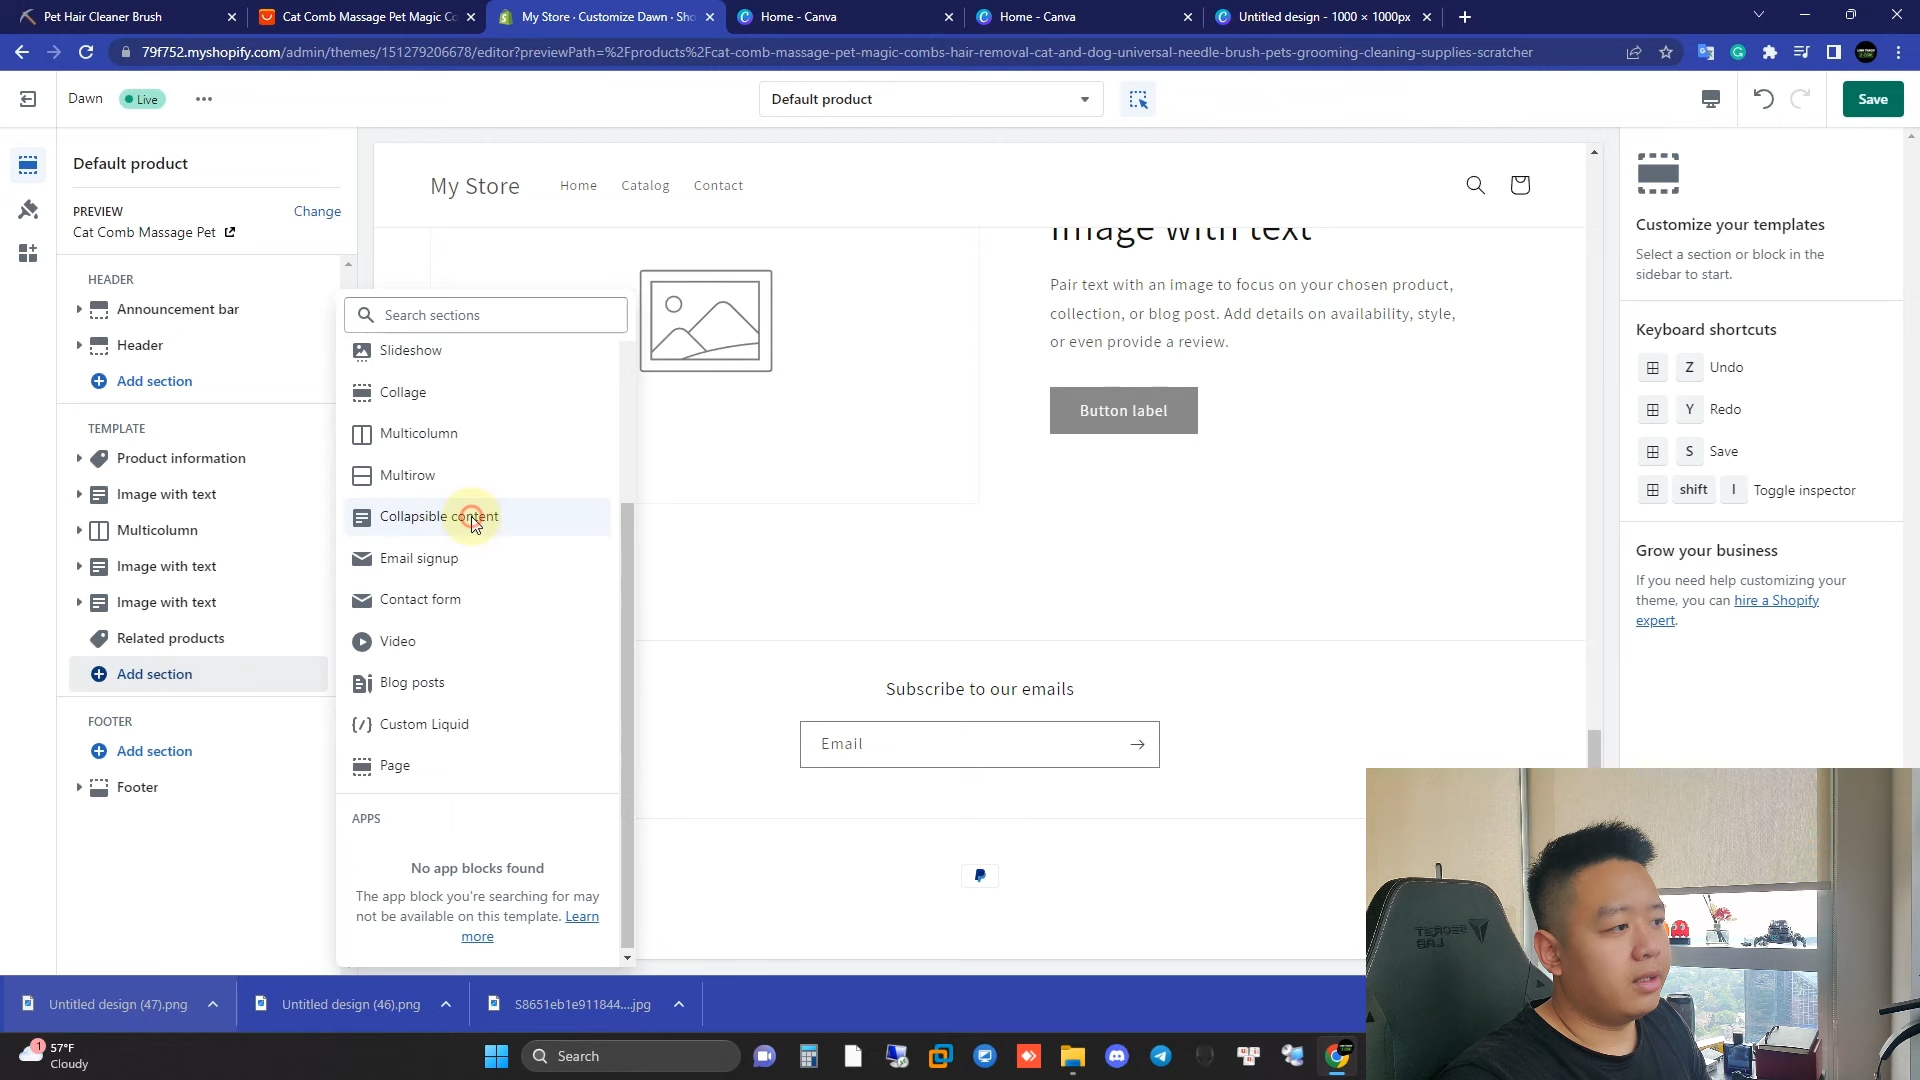 Pet Hair Cleaner Brush
Cat Comb Massage Pet Magic Co
My Store · Customize Dawn · Sho
Home - Canva
Home - Canva
Untitled design - 1000 × 1000px
79f752.myshopify.com/admin/themes/151279206678/editor?previewPath=%2Fproducts%2Fcat-comb-massage-pet-magic-combs-hair-removal-cat-and-dog-universal-needle-brush-pets-grooming-cleaning-supplies-scratcher
Dawn
Live
Default product
Save
Default product
PREVIEW
Change
Cat Comb Massage Pet
HEADER
Announcement bar
Header
Add section
TEMPLATE
Product information
Image with text
Multicolumn
Image with text
Image with text
Related products
Add section
FOOTER
Add section
Footer
Search sections
Slideshow
Collage
Multicolumn
Multirow
Collapsible content
Email signup
Contact form
Video
Blog posts
Custom Liquid
Page
APPS
No app blocks found
The app block you're searching for may
not be available on this template. Learn
more
My Store
Home
Catalog
Contact
Image with text
Pair text with an image to focus on your chosen product,
collection, or blog post. Add details on availability, style,
or even provide a review.
Button label
Subscribe to our emails
Email
Customize your templates
Select a section or block in the
sidebar to start.
Keyboard shortcuts
Z Undo
Y Redo
S Save
shift I Toggle inspector
Grow your business
If you need help customizing your
theme, you can hire a Shopify
expert.
Untitled design (47).png
Untitled design (46).png
S8651eb1e911844....jpg
1
57°F
Cloudy
Search
SECRET
LAB